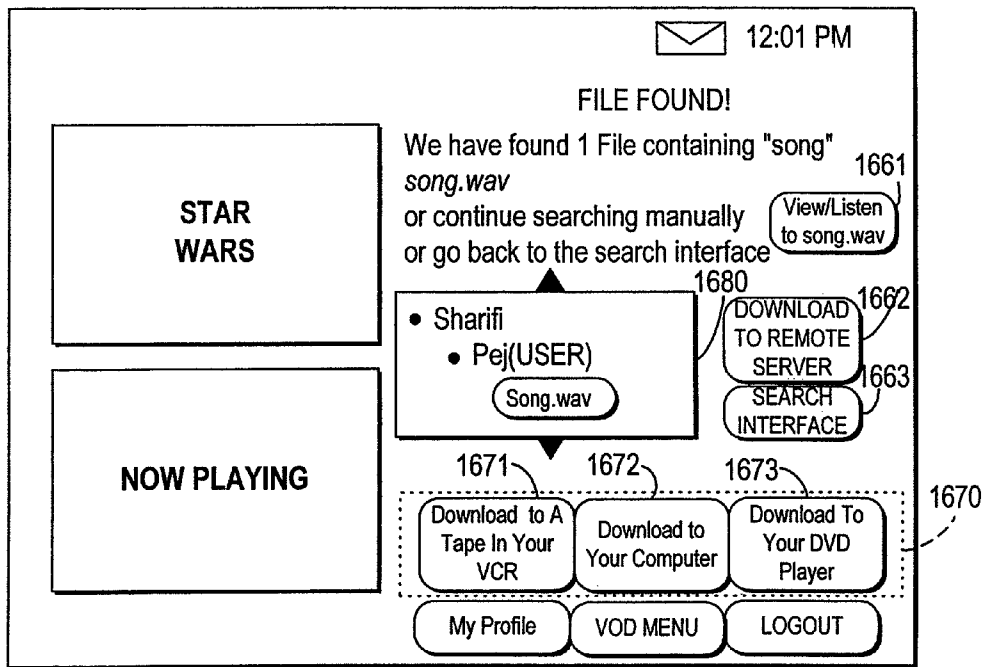 12:01 PM
FILE FOUND!
We have found 1 File containing "song"
song.wav
or continue searching manually
or go back to the search interface
1661
View/Listen
to song.wav
STAR
WARS
1680
• Sharifi
• Pej(USER)
Song.wav
1662
DOWNLOAD
TO REMOTE
SERVER
1663
SEARCH
INTERFACE
NOW PLAYING
1671
1672
1673
1670
Download to A
Tape In Your
VCR
Download to
Your Computer
Download To
Your DVD
Player
My Profile
VOD MENU
LOGOUT